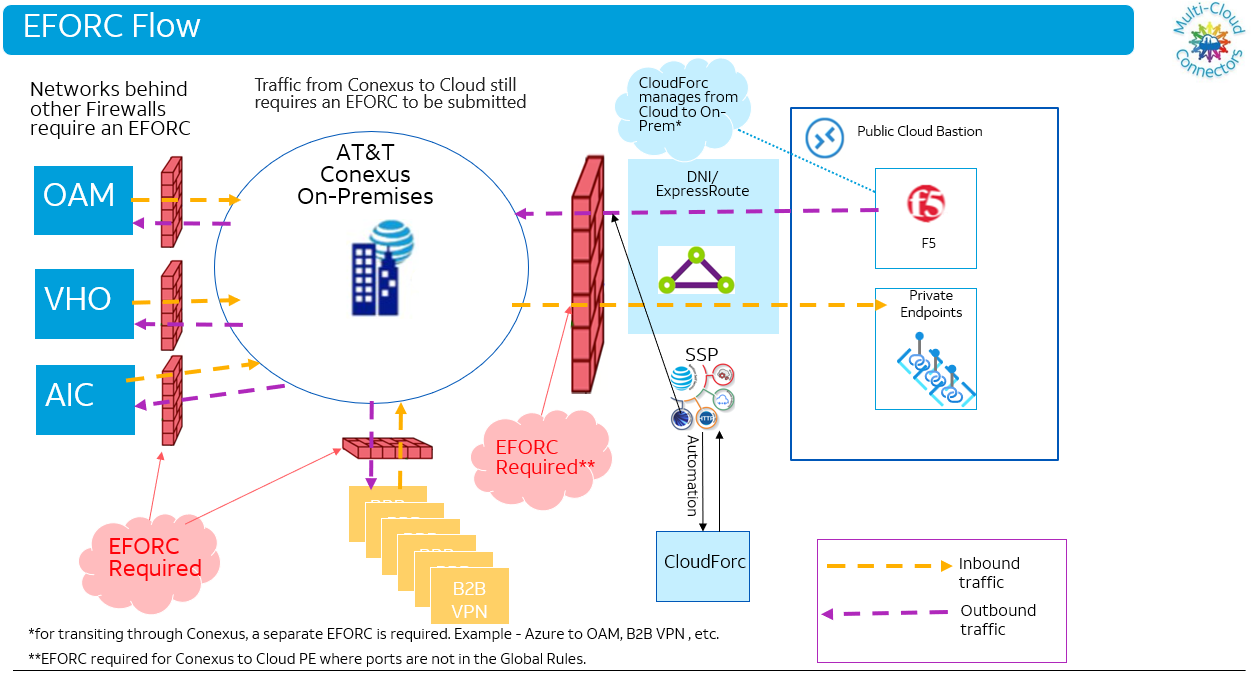 EFORC Flow
Multi-Cloud
Connectors
Networks behind
other Firewalls
require an EFORC
Traffic from Conexus to Cloud still
requires an EFORC to be submitted
CloudForc
manages from
Cloud to On-
Prem*
Public Cloud Bastion
OAM
VHO
AIC
AT&T
Conexus
On-Premises
DNI/
ExpressRoute
F5
F5
Private
Endpoints
SSP
HTTP
Automation
CloudForc
EFORC
Required**
EFORC
Required
B2B
VPN
Inbound
traffic
Outbound
traffic
*for transiting through Conexus, a separate EFORC is required. Example - Azure to OAM, B2B VPN , etc.
**EFORC required for Conexus to Cloud PE where ports are not in the Global Rules.